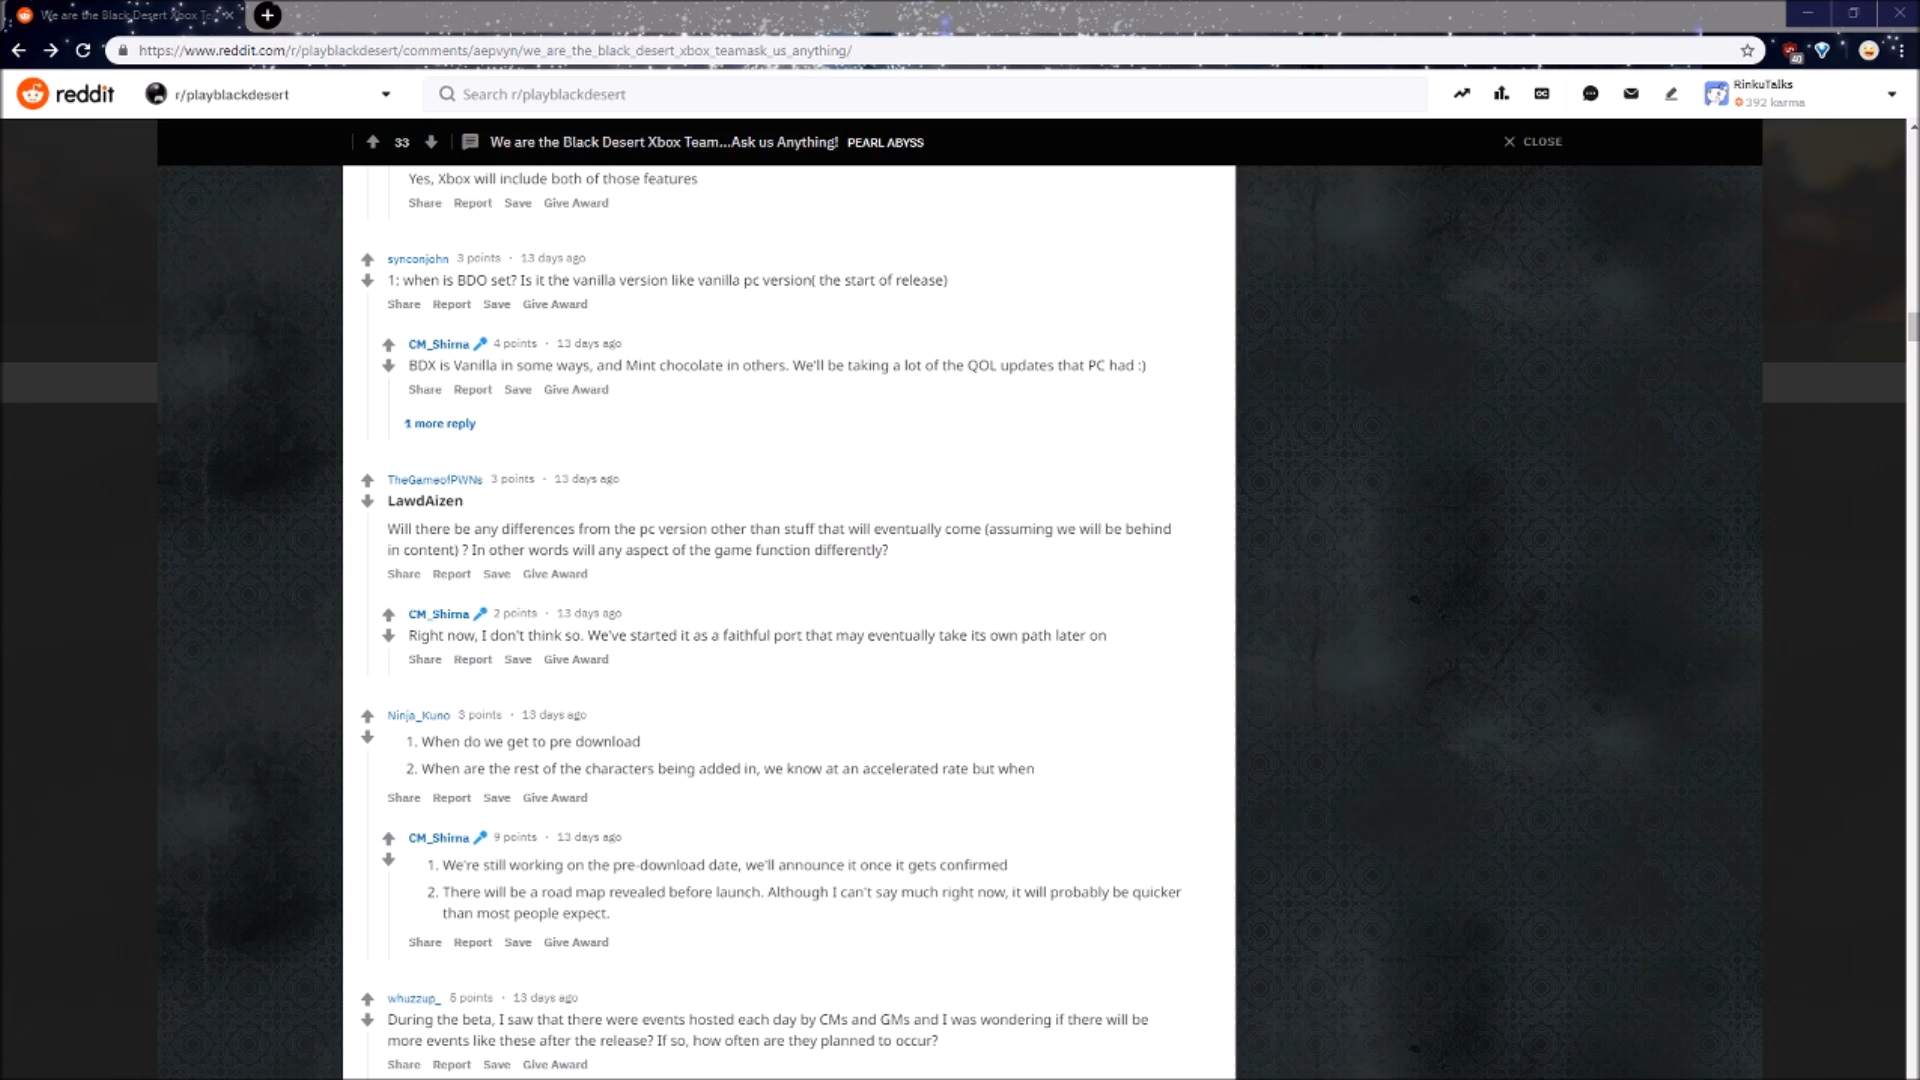 We are the Black Desert Xbox Te
https://www.reddit.com/r/playblackdesert/comments/aepvyn/we_are_the_black_desert_xbox_teamask_us_anything/
40
reddit
r/playblackdesert
Search r/playblackdesert
RinkuTalks
392 karma
33
We are the Black Desert Xbox Team...Ask us Anything! PEARL ABYSS
CLOSE
Yes, Xbox will include both of those features
Share Report Save Give Award
synconjohn 3 points · 13 days ago
1: when is BDO set? Is it the vanilla version like vanilla pc version( the start of release)
Share Report Save Give Award
CM_Shirna 4 points · 13 days ago
BDX is Vanilla in some ways, and Mint chocolate in others. We'll be taking a lot of the QOL updates that PC had :)
Share Report Save Give Award
1 more reply
TheGameofPWNs 3 points · 13 days ago
LawdAizen
Will there be any differences from the pc version other than stuff that will eventually come (assuming we will be behind
in content) ? In other words will any aspect of the game function differently?
Share Report Save Give Award
CM_Shirna 2 points · 13 days ago
Right now, I don't think so. We've started it as a faithful port that may eventually take its own path later on
Share Report Save Give Award
Ninja_Kuno 3 points · 13 days ago
1. When do we get to pre download
2. When are the rest of the characters being added in, we know at an accelerated rate but when
Share Report Save Give Award
CM_Shirna 9 points · 13 days ago
1. We're still working on the pre-download date, we'll announce it once it gets confirmed
2. There will be a road map revealed before launch. Although I can't say much right now, it will probably be quicker
than most people expect.
Share Report Save Give Award
whuzzup_ 5 points · 13 days ago
During the beta, I saw that there were events hosted each day by CMs and GMs and I was wondering if there will be
more events like these after the release? If so, how often are they planned to occur?
Share Report Save Give Award